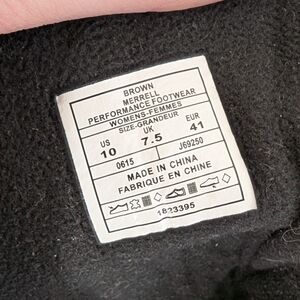 BROWN
MERRELL
PERFORMANCE FOOTWEAR
WOMENS-FEMMES
SIZE-GRANDEUR
US UK EUR
10 7.5 41
0615 J69250
MADE IN CHINA
FABRIQUE EN CHINE
1823395